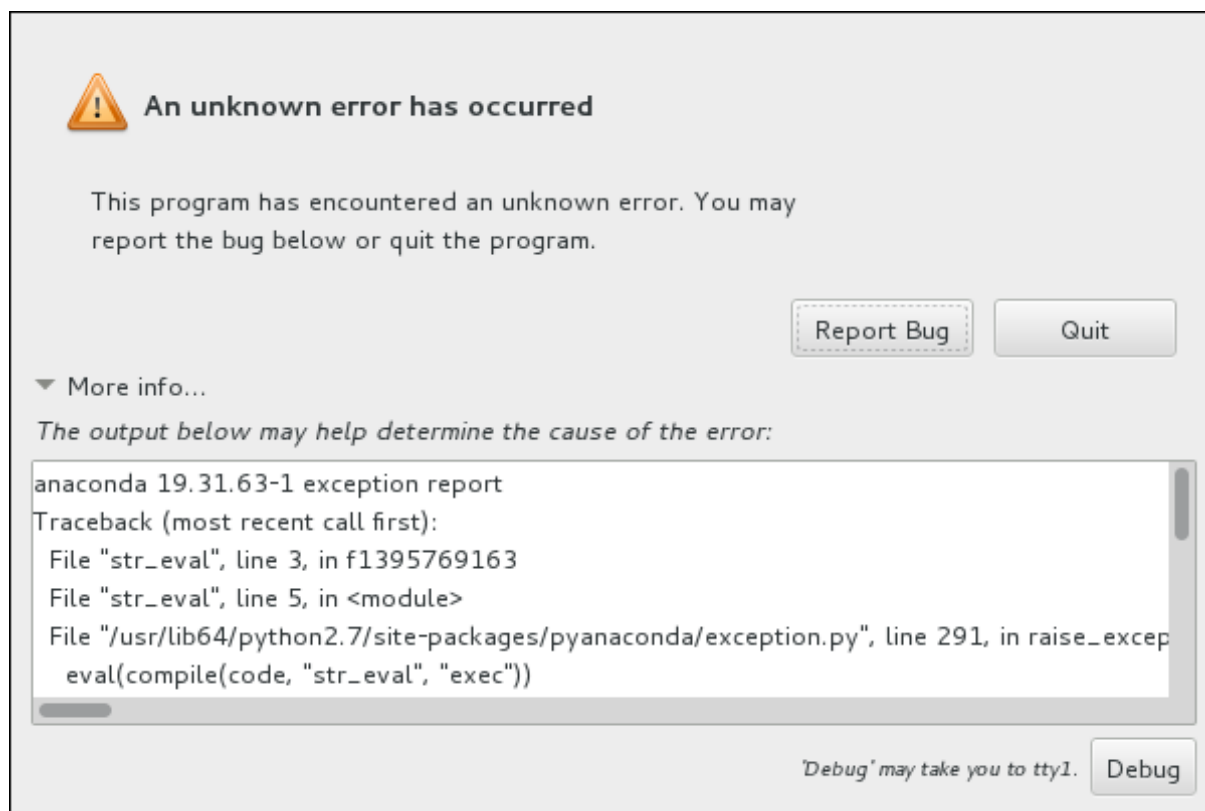 An unknown error has occurred
This program has encountered an unknown error. You may
report the bug below or quit the program.
Report Bug
Quit
More info...
The output below may help determine the cause of the error:
anaconda 19.31.63-1 exception report
Traceback (most recent call first):
File "str_eval", line 3, in f1395769163
File "str_eval", line 5, in <module>
File "/usr/lib64/python2.7/site-packages/pyanaconda/exception.py", line 291, in raise_excep
eval(compile(code, "str_eval", "exec"))
'Debug' may take you to tty1.
Debug